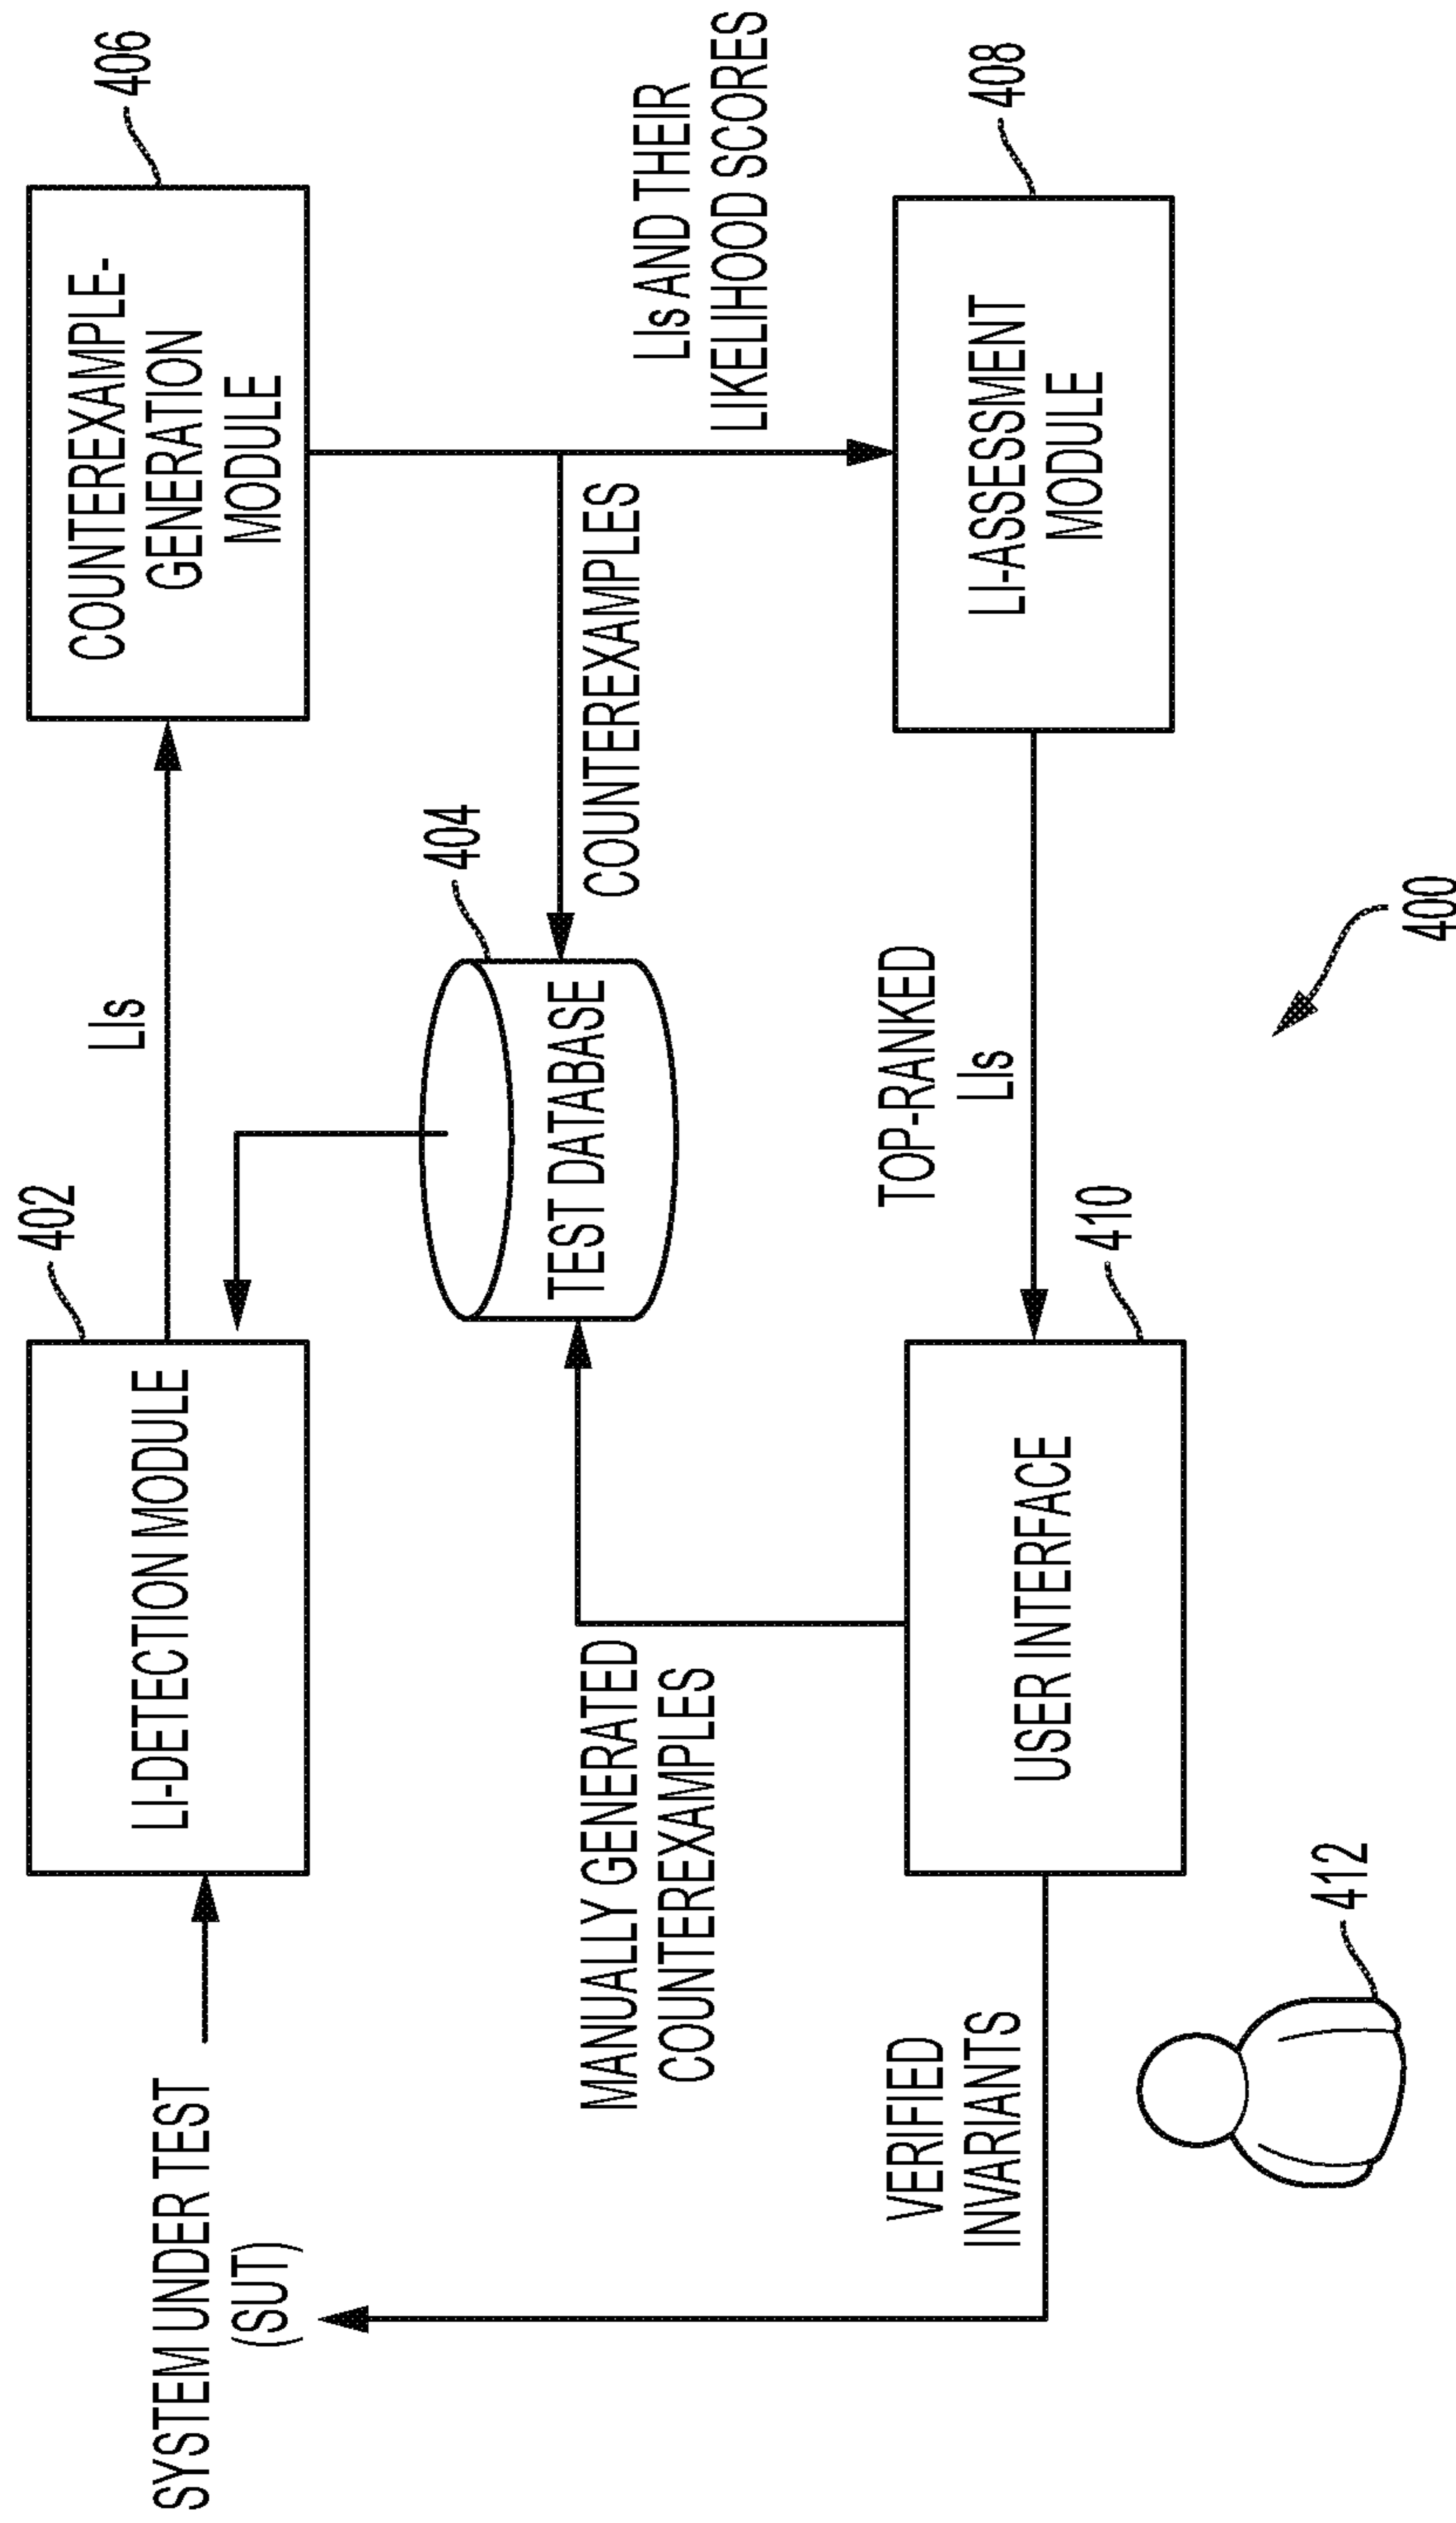 402
406
LI-DETECTION MODULE
LIs
COUNTEREXAMPLE-
GENERATION
MODULE
SYSTEM UNDER TEST
(SUT)
404
TEST DATABASE
COUNTEREXAMPLES
MANUALLY GENERATED
COUNTEREXAMPLES
LIs AND THEIR
LIKELIHOOD SCORES
VERIFIED
INVARIANTS
USER INTERFACE
410
TOP-RANKED
LIs
LI-ASSESSMENT
MODULE
408
412
400